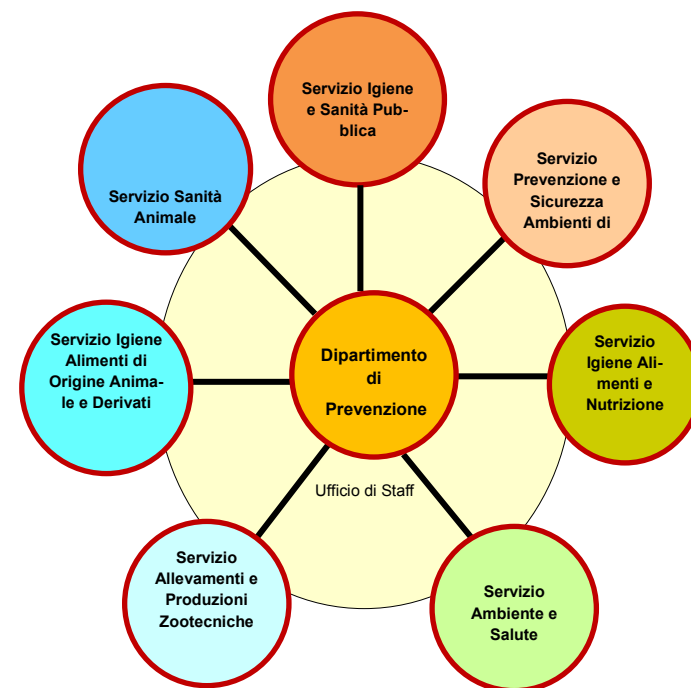 Servizio Igiene
e Sanità Pub-
blica
Servizio
Prevenzione e
Sicurezza
Ambienti di
Servizio Sanità
Animale
Servizio Igiene
Alimenti di
Origine Anima-
le e Derivati
Dipartimento
di
Prevenzione
Servizio
Igiene Ali-
menti e
Nutrizione
Ufficio di Staff
Servizio
Allevamenti e
Produzioni
Zootecniche
Servizio
Ambiente e
Salute